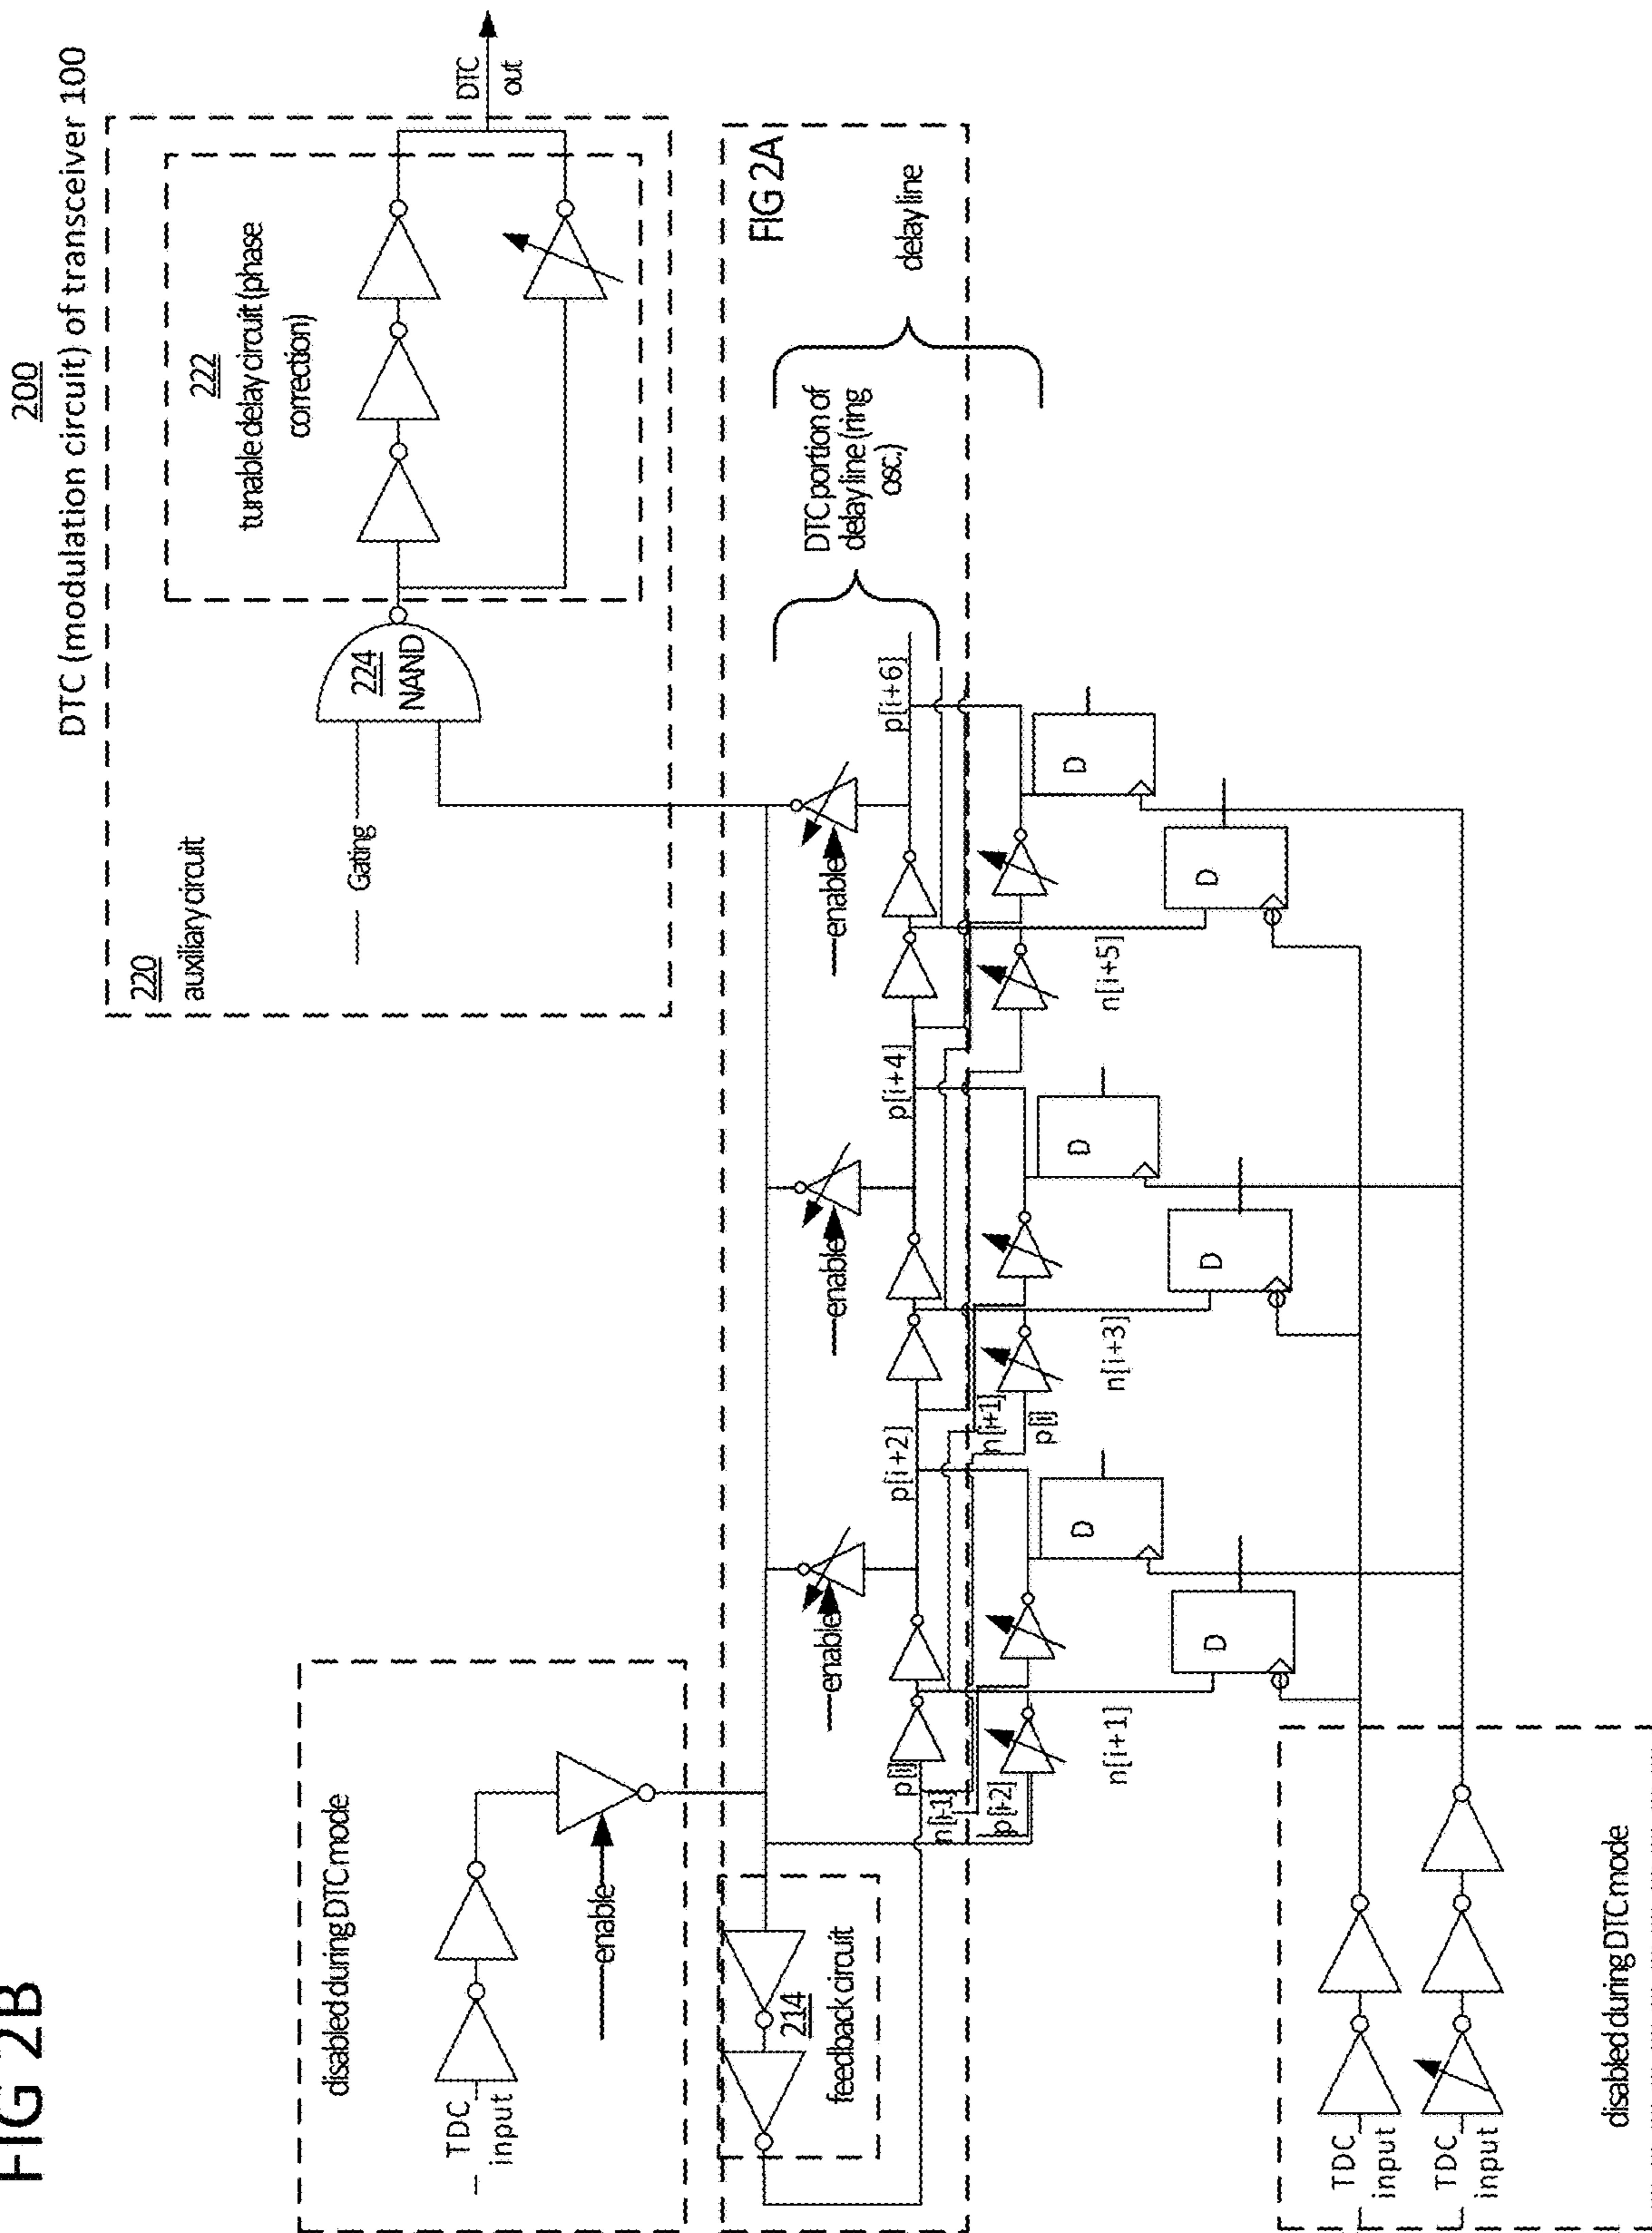 FIG 2B
200
DTC (modulation circuit) of transceiver 100
220
auxiliary circuit
222
tunable delay circuit (phase
correction)
Gating
224
NAND
DTC
out
disabled during DTC mode
TDC
input
enable
FIG 2A
214
feedback circuit
enable
enable
enable
DTC portion of
delay line (ring
osc.)
delay line
p[i]
p[i+2]
p[i+4]
p[i+6]
n[i-1]
p[i-2]
n[i+1]
p[i]
n[i+1]
n[i+3]
n[i+5]
D
D
D
D
D
D
TDC
input
TDC
input
disabled during DTC mode